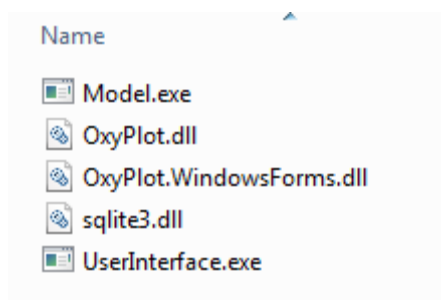 Name
Model.exe
OxyPlot.dll
OxyPlot.WindowsForms.dll
sqlite3.dll
UserInterface.exe